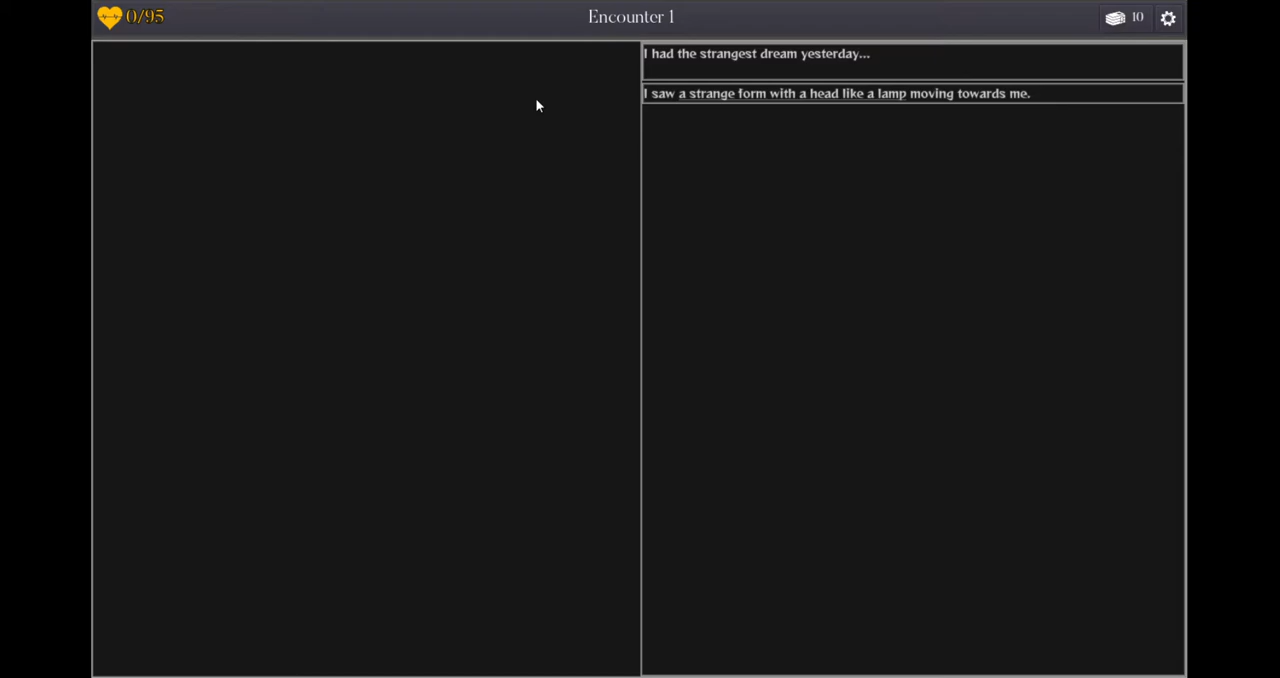 0/95
Encounter 1
10
I had the strangest dream yesterday...
I saw a strange form with a head like a lamp moving towards me.